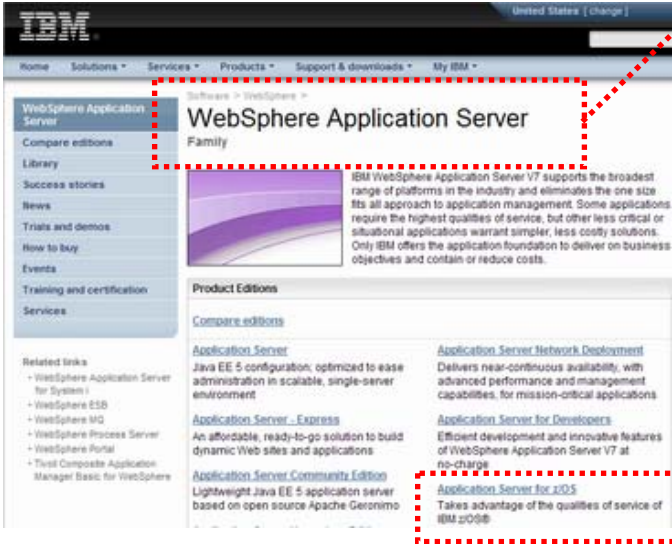 United States [ change ]
IBM
Home Solutions Services Products Support & downloads My IBM
Software > WebSphere >
WebSphere Application Server
Family
WebSphere Application
Server
Compare editions
Library
Success stories
News
Trials and demos
How to buy
Events
Training and certification
Services
Related links
WebSphere Application Server
for System i
WebSphere ESB
WebSphere MQ
WebSphere Process Server
WebSphere Portal
Tivoli Composite Application
Manager Basic for WebSphere
IBM WebSphere Application Server V7 supports the broadest
range of platforms in the industry and eliminates the one size
fits all approach to application management. Some applications
require the highest qualities of service, but other less critical or
situational applications warrant simpler, less costly solutions.
Only IBM offers the application foundation to deliver on business
objectives and contain or reduce costs.
Product Editions
Compare editions
Application Server
Java EE 5 configuration; optimized to ease
administration in scalable, single-server
environment
Application Server - Express
An affordable, ready-to-go solution to build
dynamic Web sites and applications
Application Server Community Edition
Lightweight Java EE 5 application server
based on open source Apache Geronimo
Application Server Network Deployment
Delivers near-continuous availability, with
advanced performance and management
capabilities, for mission-critical applications
Application Server for Developers
Efficient development and innovative features
of WebSphere Application Server V7 at
no-charge
Application Server for z/OS
Takes advantage of the qualities of service of
IBM z/OS®